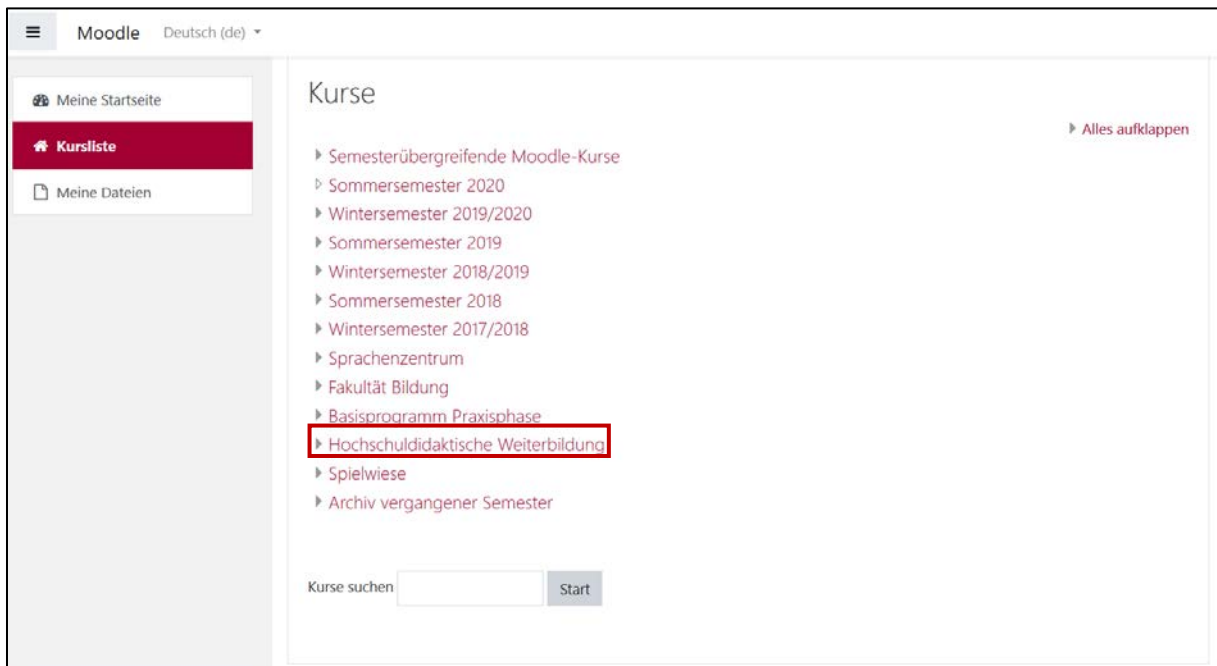 Moodle Deutsch (de)
Meine Startseite
Kursliste
Meine Dateien
Kurse
Alles aufklappen
Semesterübergreifende Moodle-Kurse
Sommersemester 2020
Wintersemester 2019/2020
Sommersemester 2019
Wintersemester 2018/2019
Sommersemester 2018
Wintersemester 2017/2018
Sprachenzentrum
Fakultät Bildung
Basisprogramm Praxisphase
Hochschuldidaktische Weiterbildung
Spielwiese
Archiv vergangener Semester
Kurse suchen Start